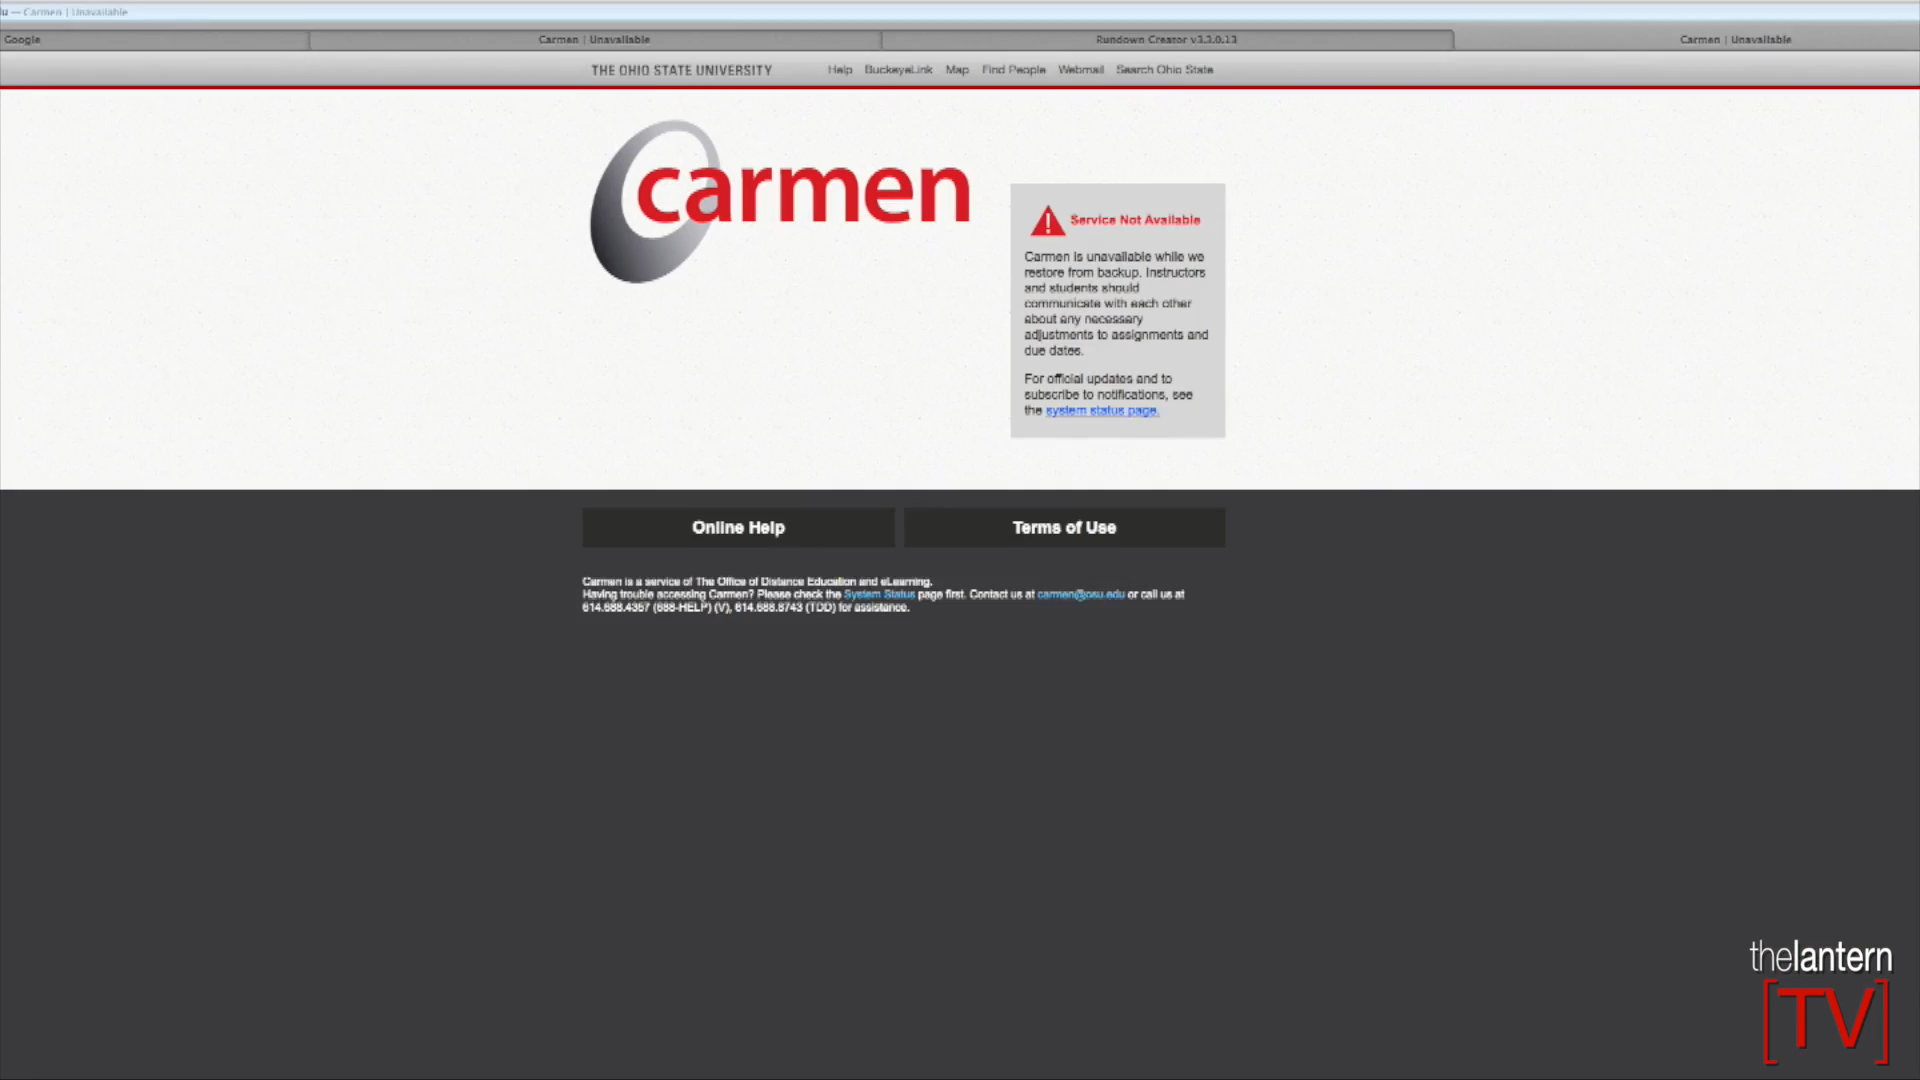 — Carmen | Unavailable
Google
Carmen | Unavailable
Rundown Creator v3.3.0.13
Carmen | Unavailable
THE OHIO STATE UNIVERSITY
Help BuckeyeLink Map Find People Webmail Search Ohio State
carmen
Service Not Available
Carmen is unavailable while we
restore from backup. Instructors
and students should
communicate with each other
about any necessary
adjustments to assignments and
due dates.
For official updates and to
subscribe to notifications, see
the system status page.
Online Help
Terms of Use
Carmen is a service of The Office of Distance Education and eLearning.
Having trouble accessing Carmen? Please check the System Status page first. Contact us at carmen@osu.edu or call us at
614.688.4357 (688-HELP) (V), 614.688.8743 (TDD) for assistance.
thelantern
[TV]